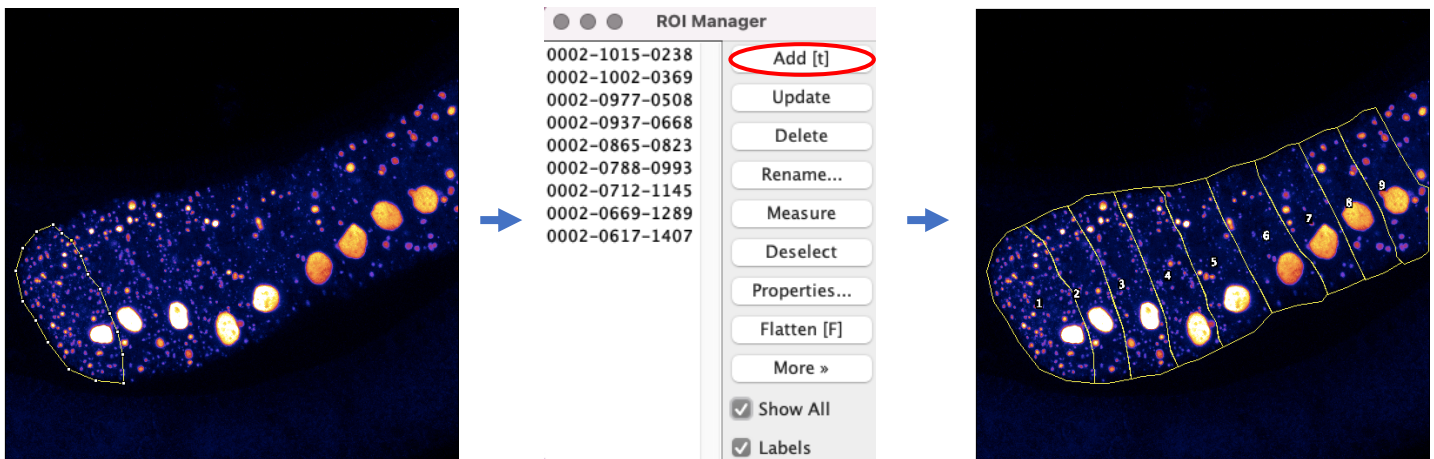 ROI Manager
0002-1015-0238
0002-1002-0369
0002-0977-0508
0002-0937-0668
0002-0865-0823
0002-0788-0993
0002-0712-1145
0002-0669-1289
0002-0617-1407
Add [t]
Update
Delete
Rename...
Measure
Deselect
Properties...
Flatten [F]
More »
Show All
Labels
1
2
3
4
5
6
7
8
9